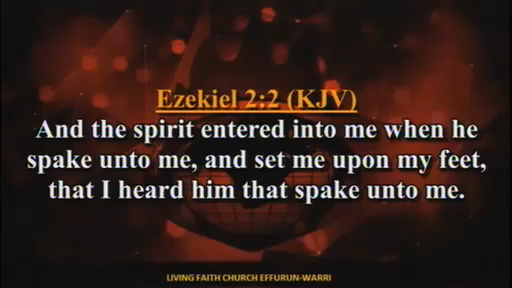 Ezekiel 2:2 (KJV)
And the spirit entered into me when he
spake unto me, and set me upon my feet,
that I heard him that spake unto me.
LIVING FAITH CHURCH EFFURUN-WARRI